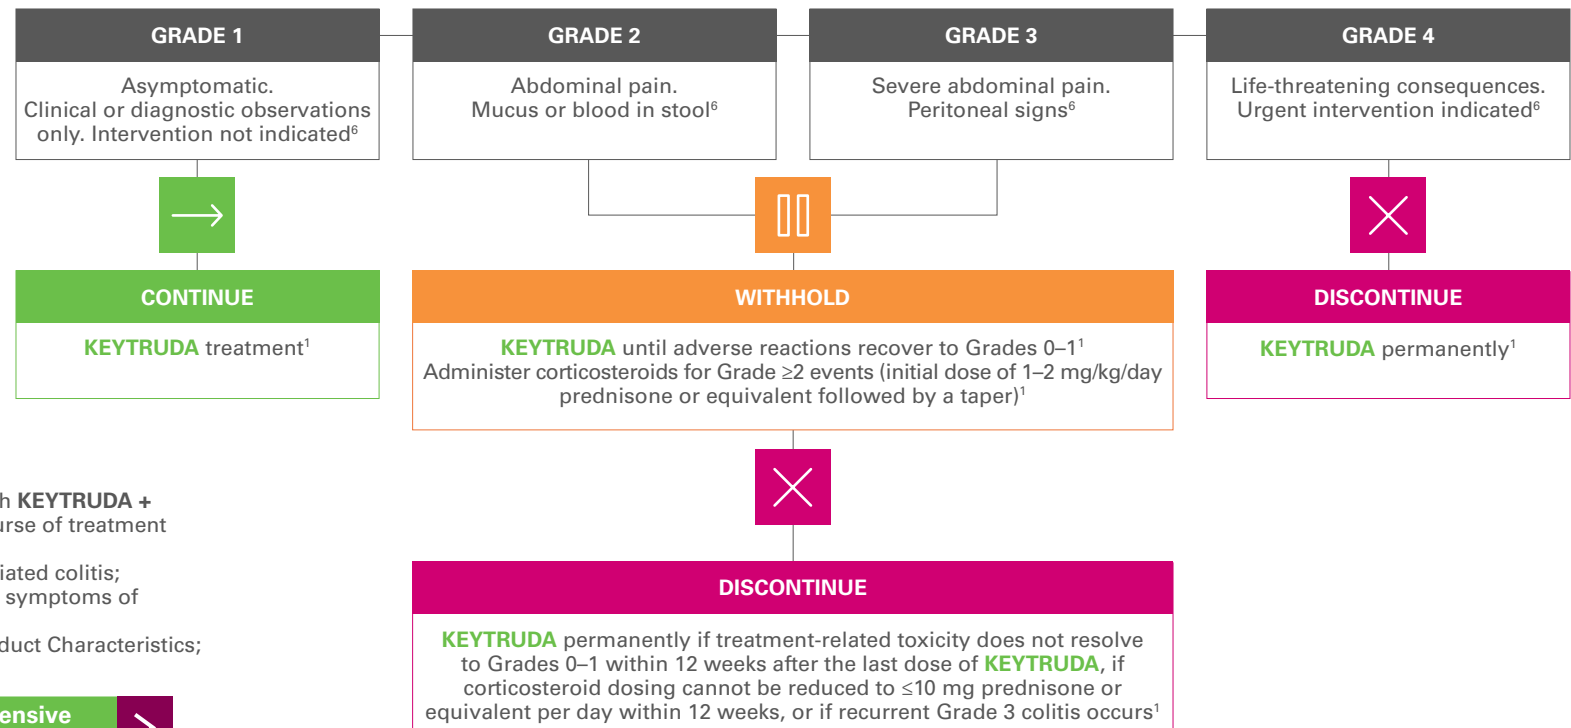 GRADE 1
Asymptomatic.
Clinical or diagnostic observations
only. Intervention not indicated⁶
GRADE 2
Abdominal pain.
Mucus or blood in stool⁶
GRADE 3
Severe abdominal pain.
Peritoneal signs⁶
GRADE 4
Life-threatening consequences.
Urgent intervention indicated⁶
CONTINUE
KEYTRUDA treatment¹
WITHHOLD
KEYTRUDA until adverse reactions recover to Grades 0–1¹
Administer corticosteroids for Grade ≥2 events (initial dose of 1–2 mg/kg/day
prednisone or equivalent followed by a taper)¹
DISCONTINUE
KEYTRUDA permanently¹
DISCONTINUE
KEYTRUDA permanently if treatment-related toxicity does not resolve
to Grades 0–1 within 12 weeks after the last dose of KEYTRUDA, if
corticosteroid dosing cannot be reduced to ≤10 mg prednisone or
equivalent per day within 12 weeks, or if recurrent Grade 3 colitis occurs¹
h KEYTRUDA +
urse of treatment
iated colitis;
symptoms of
duct Characteristics;
ensive